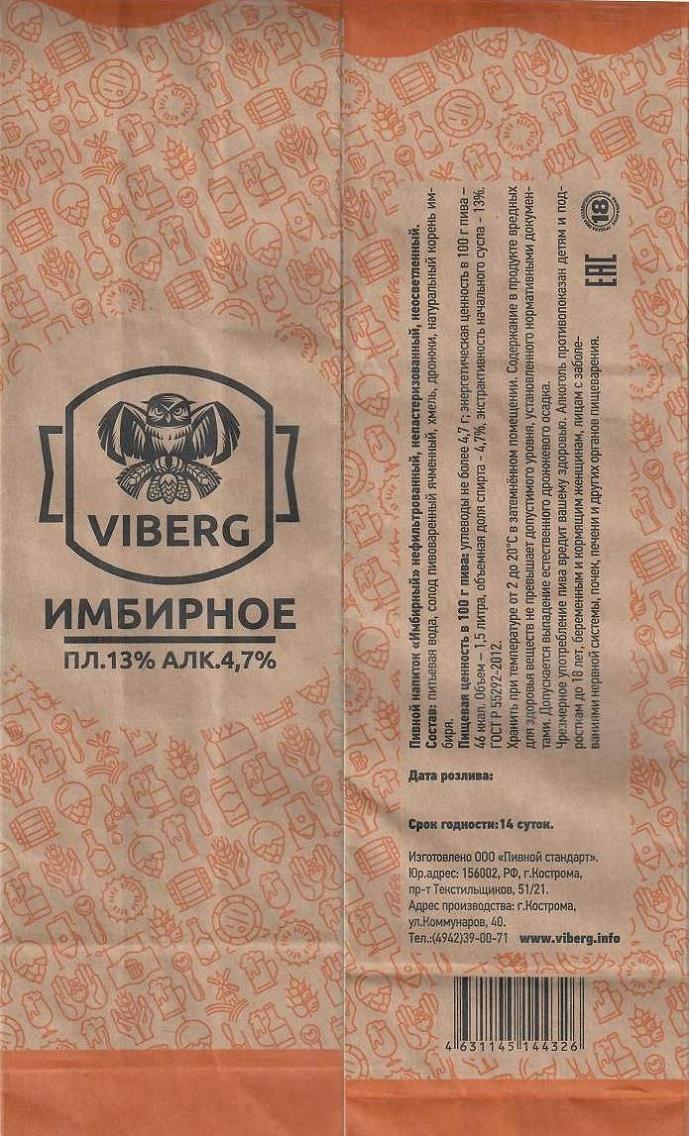 VIBERG
ИМБИРНОЕ
ПЛ.13% АЛК.4,7%
Пивной напиток «Имбирный» нефильтрованный, непастеризованный, неосветленный.
Состав: питьевая вода, солод пивоваренный ячменный, хмель, дрожжи, натуральный корень им-
биря.
Пищевая ценность в 100 г пива: углеводы не более 4,7 г; энергетическая ценность в 100 г пива –
46 ккал. Объем – 1,5 литра, объемная доля спирта - 4,7%, экстрактивность начального сусла - 13%.
ГОСТ Р 55292-2012.
Хранить при температуре от 2 до 20°С в затемнённом помещении. Содержание в продукте вредных
для здоровья веществ не превышает допустимого уровня, установленного нормативными докумен-
тами. Допускается выпадение естественного дрожжевого осадка.
Чрезмерное употребление пива вредит вашему здоровью. Алкоголь противопоказан детям и под-
росткам до 18 лет, беременным и кормящим женщинам, лицам с заболе-
ваниями нервной системы, почек, печени и других органов пищеварения.
EAC
18
Дата розлива:
Срок годности:14 суток.
Изготовлено ООО «Пивной стандарт».
Юр.адрес: 156002, РФ, г.Кострома,
пр-т Текстильщиков, 51/21.
Адрес производства: г.Кострома,
ул.Коммунаров, 40.
Тел.:(4942)39-00-71 www.viberg.info
4 631145 144326